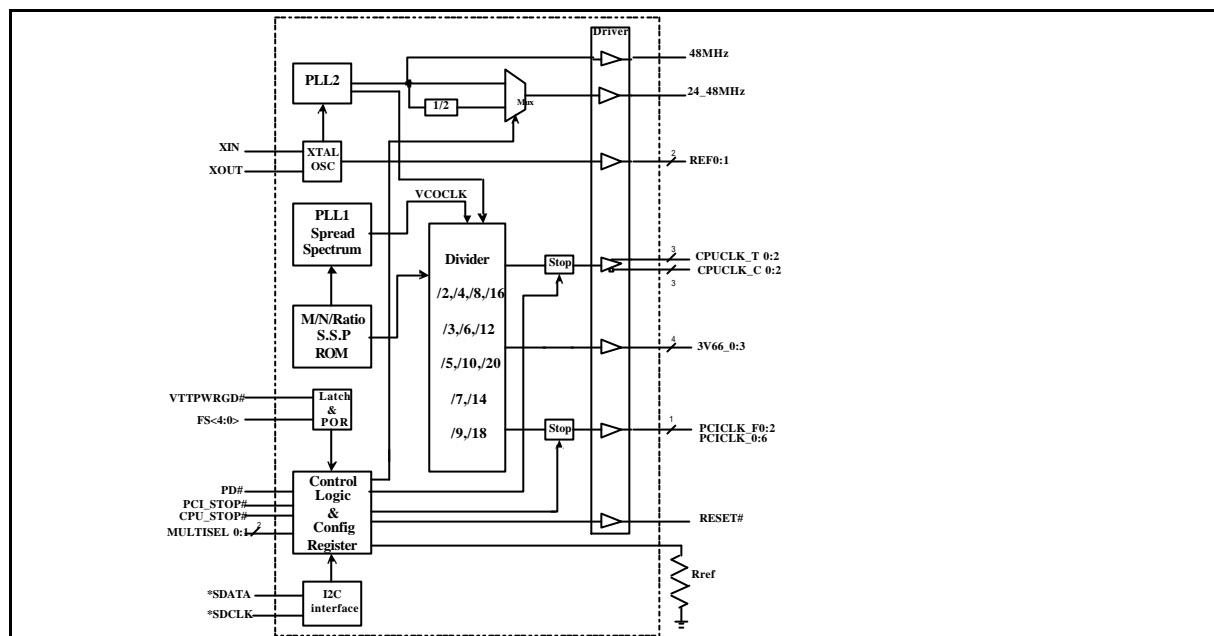 Driver
48MHz
PLL2
24_48MHz
1/2
Mux
XIN
XTAL
OSC
2
REF0:1
XOUT
VCOCLK
PLL1
Spread
Spectrum
3
Divider
Stop
CPUCLK_T 0:2
CPUCLK_C 0:2
3
/2,/4,/8,/16
M/N/Ratio
S.S.P
ROM
/3,/6,/12
4
3V66_0:3
/5,/10,/20
VTTPWRGD#
Latch
&
POR
/7,/14
FS<4:0>
1
Stop
PCICLK_F0:2
PCICLK_0:6
/9,/18
Control
Logic
&
Config
Register
PD#
PCI_STOP#
CPU_STOP#
2
MULTISEL 0:1
RESET#
Rref
*SDATA
I2C
interface
*SDCLK